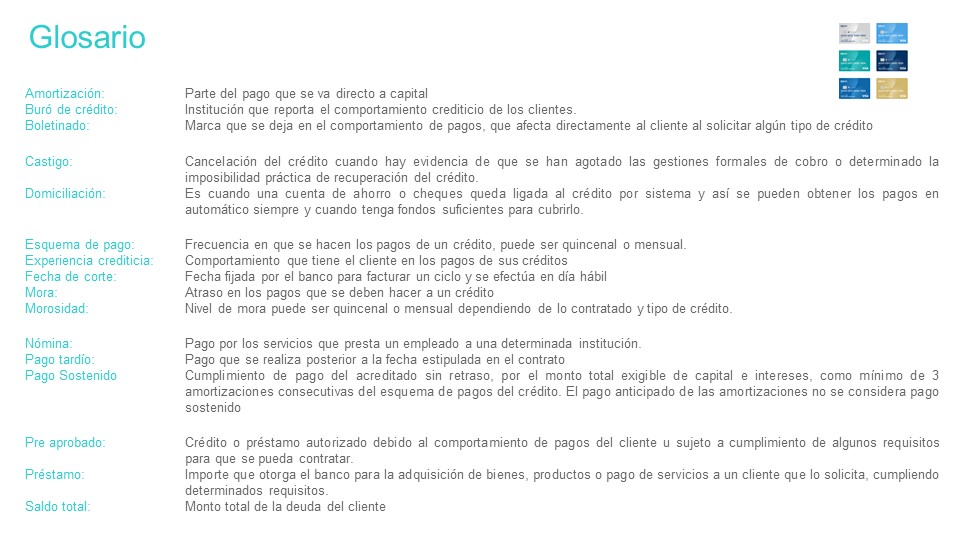 Glosario
Amortización: Parte del pago que se va directo a capital
Buró de crédito: Institución que reporta el comportamiento crediticio de los clientes.
Boletinado: Marca que se deja en el comportamiento de pagos, que afecta directamente al cliente al solicitar algún tipo de crédito
Castigo: Cancelación del crédito cuando hay evidencia de que se han agotado las gestiones formales de cobro o determinado la
imposibilidad práctica de recuperación del crédito.
Domiciliación: Es cuando una cuenta de ahorro o cheques queda ligada al crédito por sistema y así se pueden obtener los pagos en
automático siempre y cuando tenga fondos suficientes para cubrirlo.
Esquema de pago: Frecuencia en que se hacen los pagos de un crédito, puede ser quincenal o mensual.
Experiencia crediticia: Comportamiento que tiene el cliente en los pagos de sus créditos
Fecha de corte: Fecha fijada por el banco para facturar un ciclo y se efectúa en día hábil
Mora: Atraso en los pagos que se deben hacer a un crédito
Morosidad: Nivel de mora puede ser quincenal o mensual dependiendo de lo contratado y tipo de crédito.
Nómina: Pago por los servicios que presta un empleado a una determinada institución.
Pago tardío: Pago que se realiza posterior a la fecha estipulada en el contrato
Pago Sostenido Cumplimiento de pago del acreditado sin retraso, por el monto total exigible de capital e intereses, como mínimo de 3
amortizaciones consecutivas del esquema de pagos del crédito. El pago anticipado de las amortizaciones no se considera pago
sostenido
Pre aprobado: Crédito o préstamo autorizado debido al comportamiento de pagos del cliente u sujeto a cumplimiento de algunos requisitos
para que se pueda contratar.
Préstamo: Importe que otorga el banco para la adquisición de bienes, productos o pago de servicios a un cliente que lo solicita, cumpliendo
determinados requisitos.
Saldo total: Monto total de la deuda del cliente